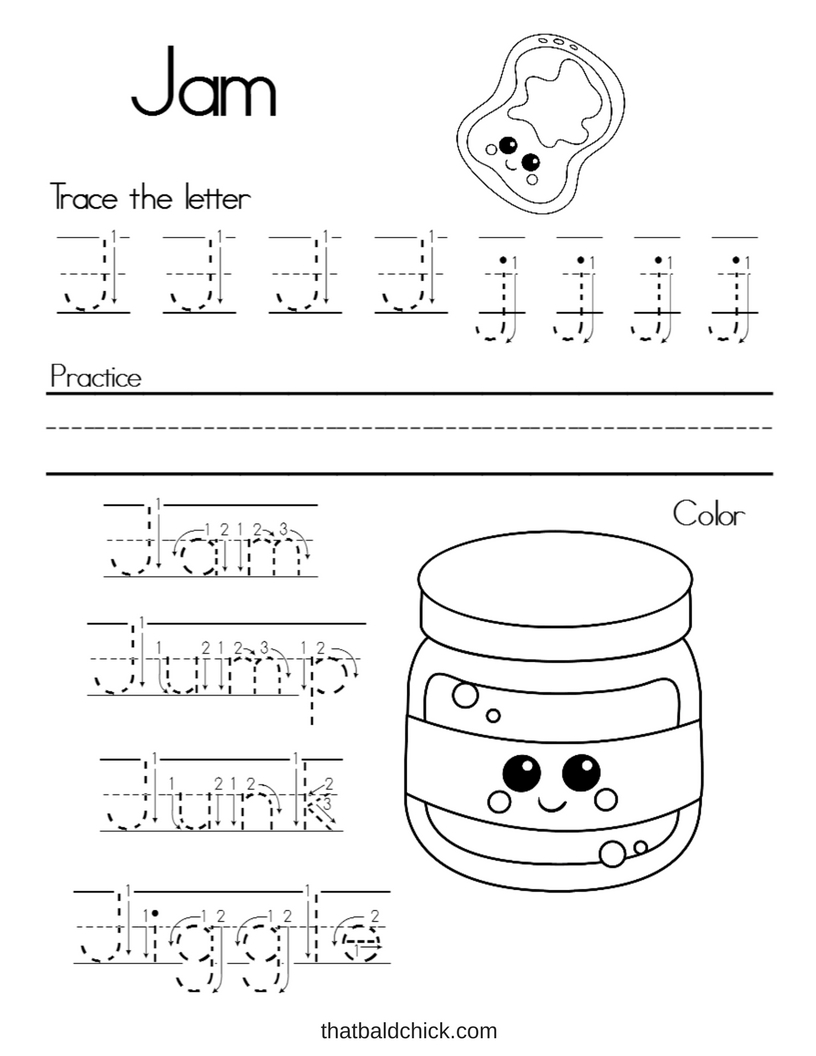 Jam
Trace the letter
J J J J j j j j
Practice
Color
Jam
Jump
Junk
Jiggle
thatbaldchick.com